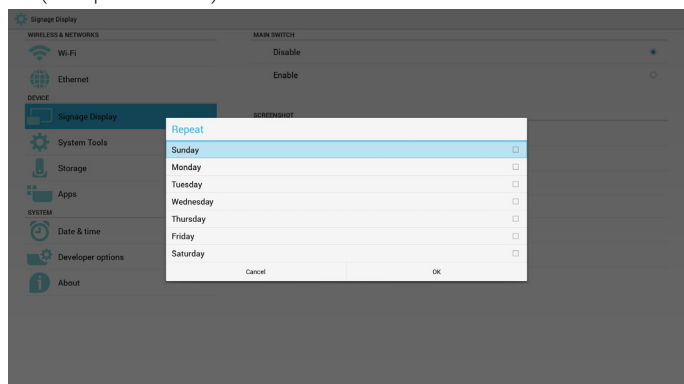 Signage Display
WIRELESS & NETWORKS
Wi-Fi
Ethernet
DEVICE
Signage Display
System Tools
Storage
Apps
SYSTEM
Date & time
Developer options
About
MAIN SWITCH
Disable
Enable
SCREENSHOT
Repeat
Sunday
Monday
Tuesday
Wednesday
Thursday
Friday
Saturday
Cancel OK